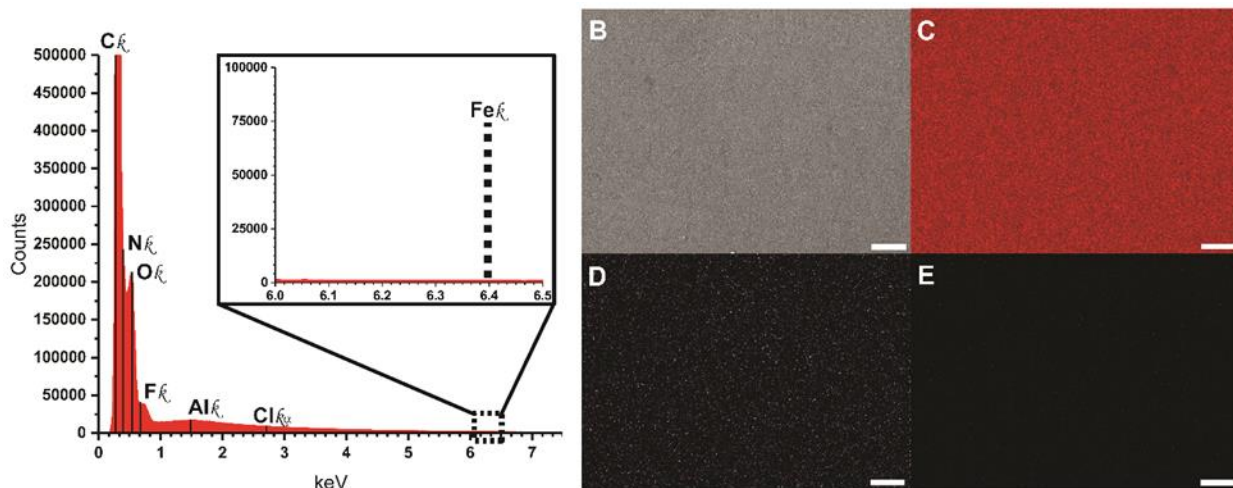 Ck
500000
450000
400000
350000
300000
250000
200000
150000
100000
50000
0
Counts
Nk
Ok
Fk
Alk
Clkα
0 1 2 3 4 5 6 7
keV
100000
75000
50000
25000
0
Fek
6.0 6.1 6.2 6.3 6.4 6.5
B
C
D
E